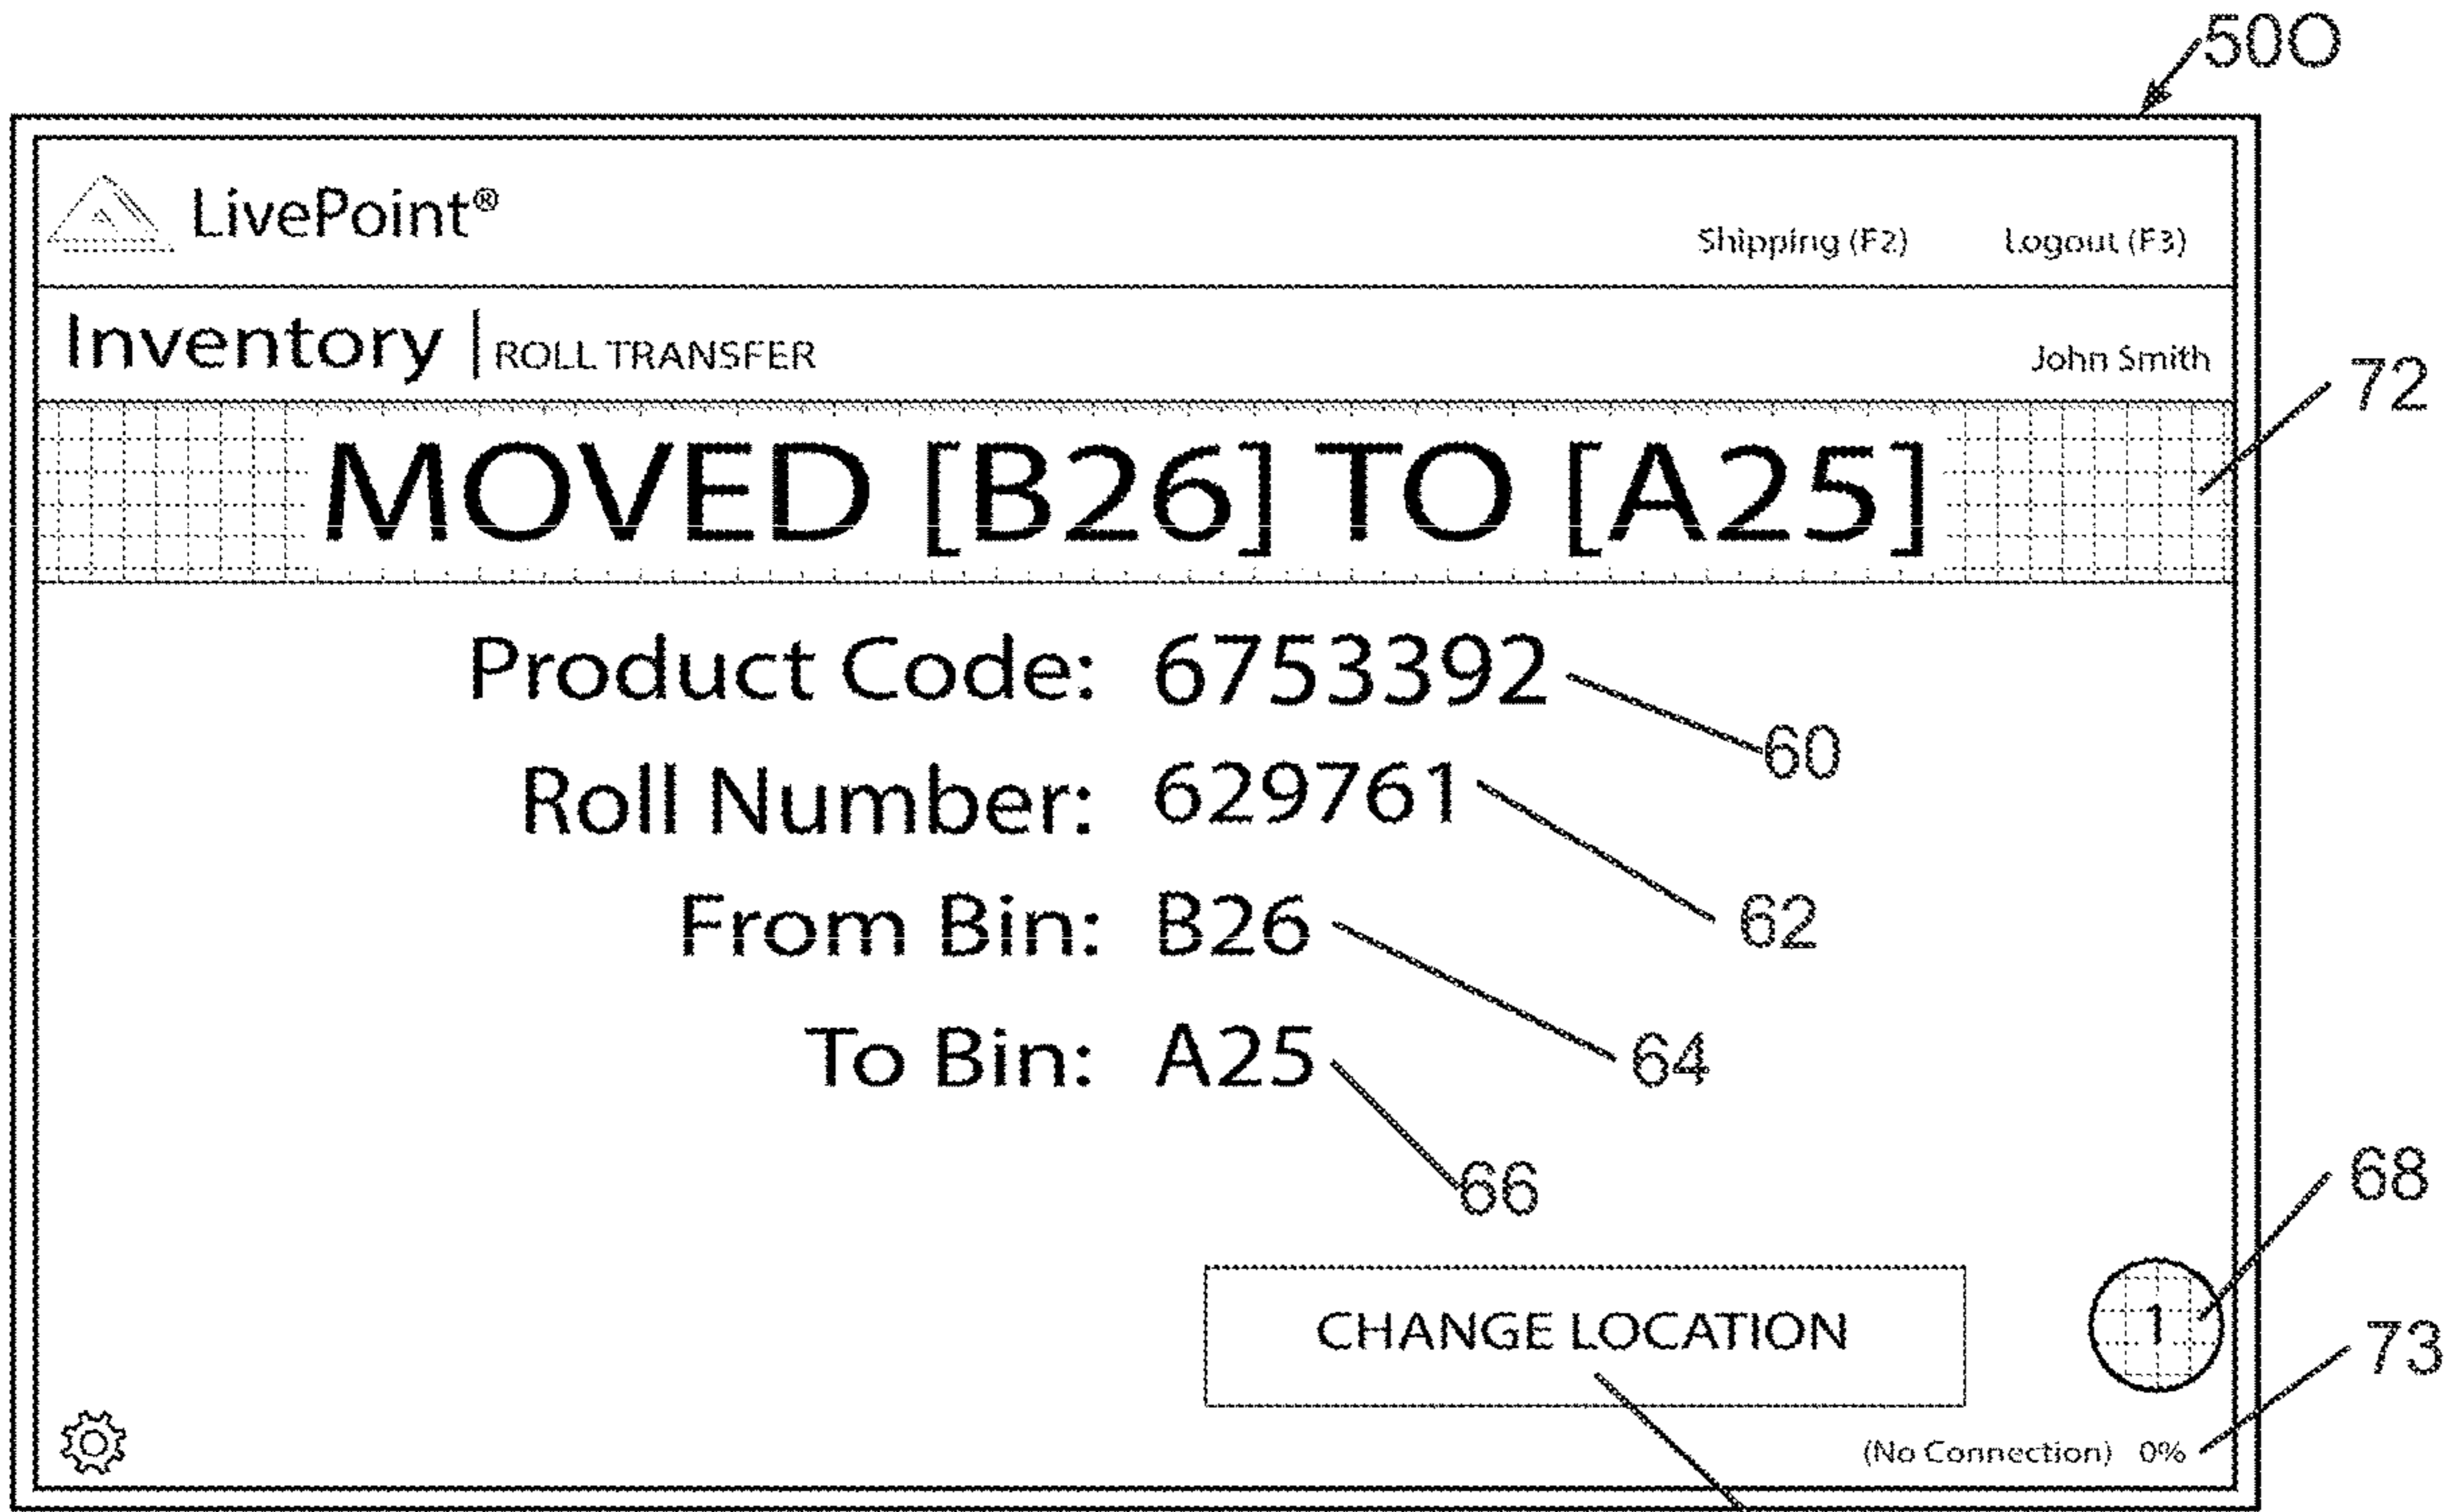 50O
LivePoint®
Shipping (F2) Logout (F3)
Inventory | ROLL TRANSFER
John Smith
72
MOVED [B26] TO [A25]
Product Code: 6753392
60
Roll Number: 629761
62
From Bin: B26
64
To Bin: A25
66
68
CHANGE LOCATION
1
73
(No Connection) 0%